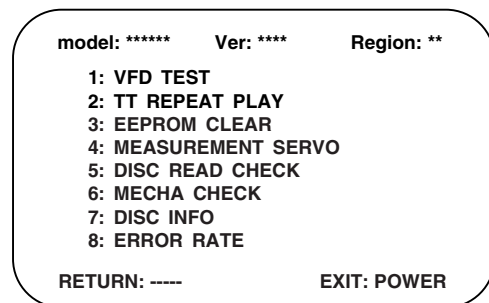 model: ****** Ver: **** Region: **
1: VFD TEST
2: TT REPEAT PLAY
3: EEPROM CLEAR
4: MEASUREMENT SERVO
5: DISC READ CHECK
6: MECHA CHECK
7: DISC INFO
8: ERROR RATE
RETURN: ----- EXIT: POWER